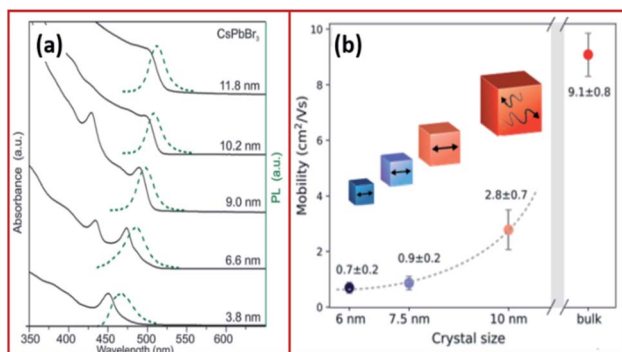 (a)
CsPbBr₃
11.8 nm
10.2 nm
9.0 nm
6.6 nm
3.8 nm
Absorbance (a.u.)
PL (a.u.)
350 400 450 500 550 600
Wavelength (nm)
(b)
Mobility (cm²/Vs)
10
8
6
4
2
0
9.1±0.8
2.8±0.7
0.9±0.2
0.7±0.2
6 nm 7.5 nm 10 nm bulk
Crystal size